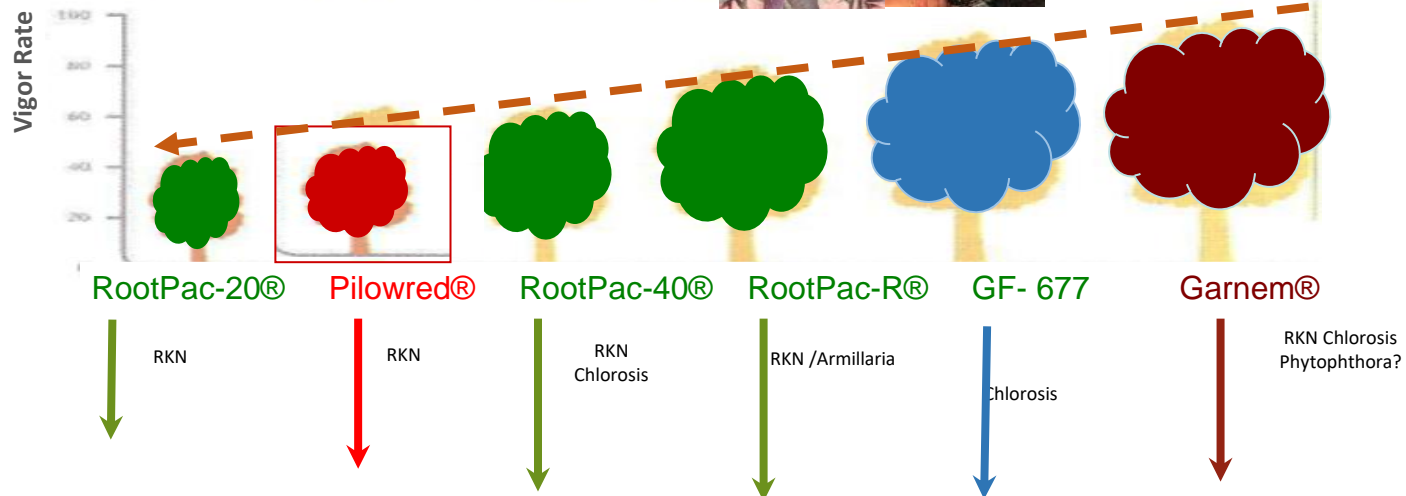 Vigor Rate
100
80
60
40
20
RootPac-20® Pilowred® RootPac-40® RootPac-R® GF- 677 Garnem®
RKN
RKN
RKN
Chlorosis
RKN /Armillaria
Chlorosis
RKN Chlorosis
Phytophthora?